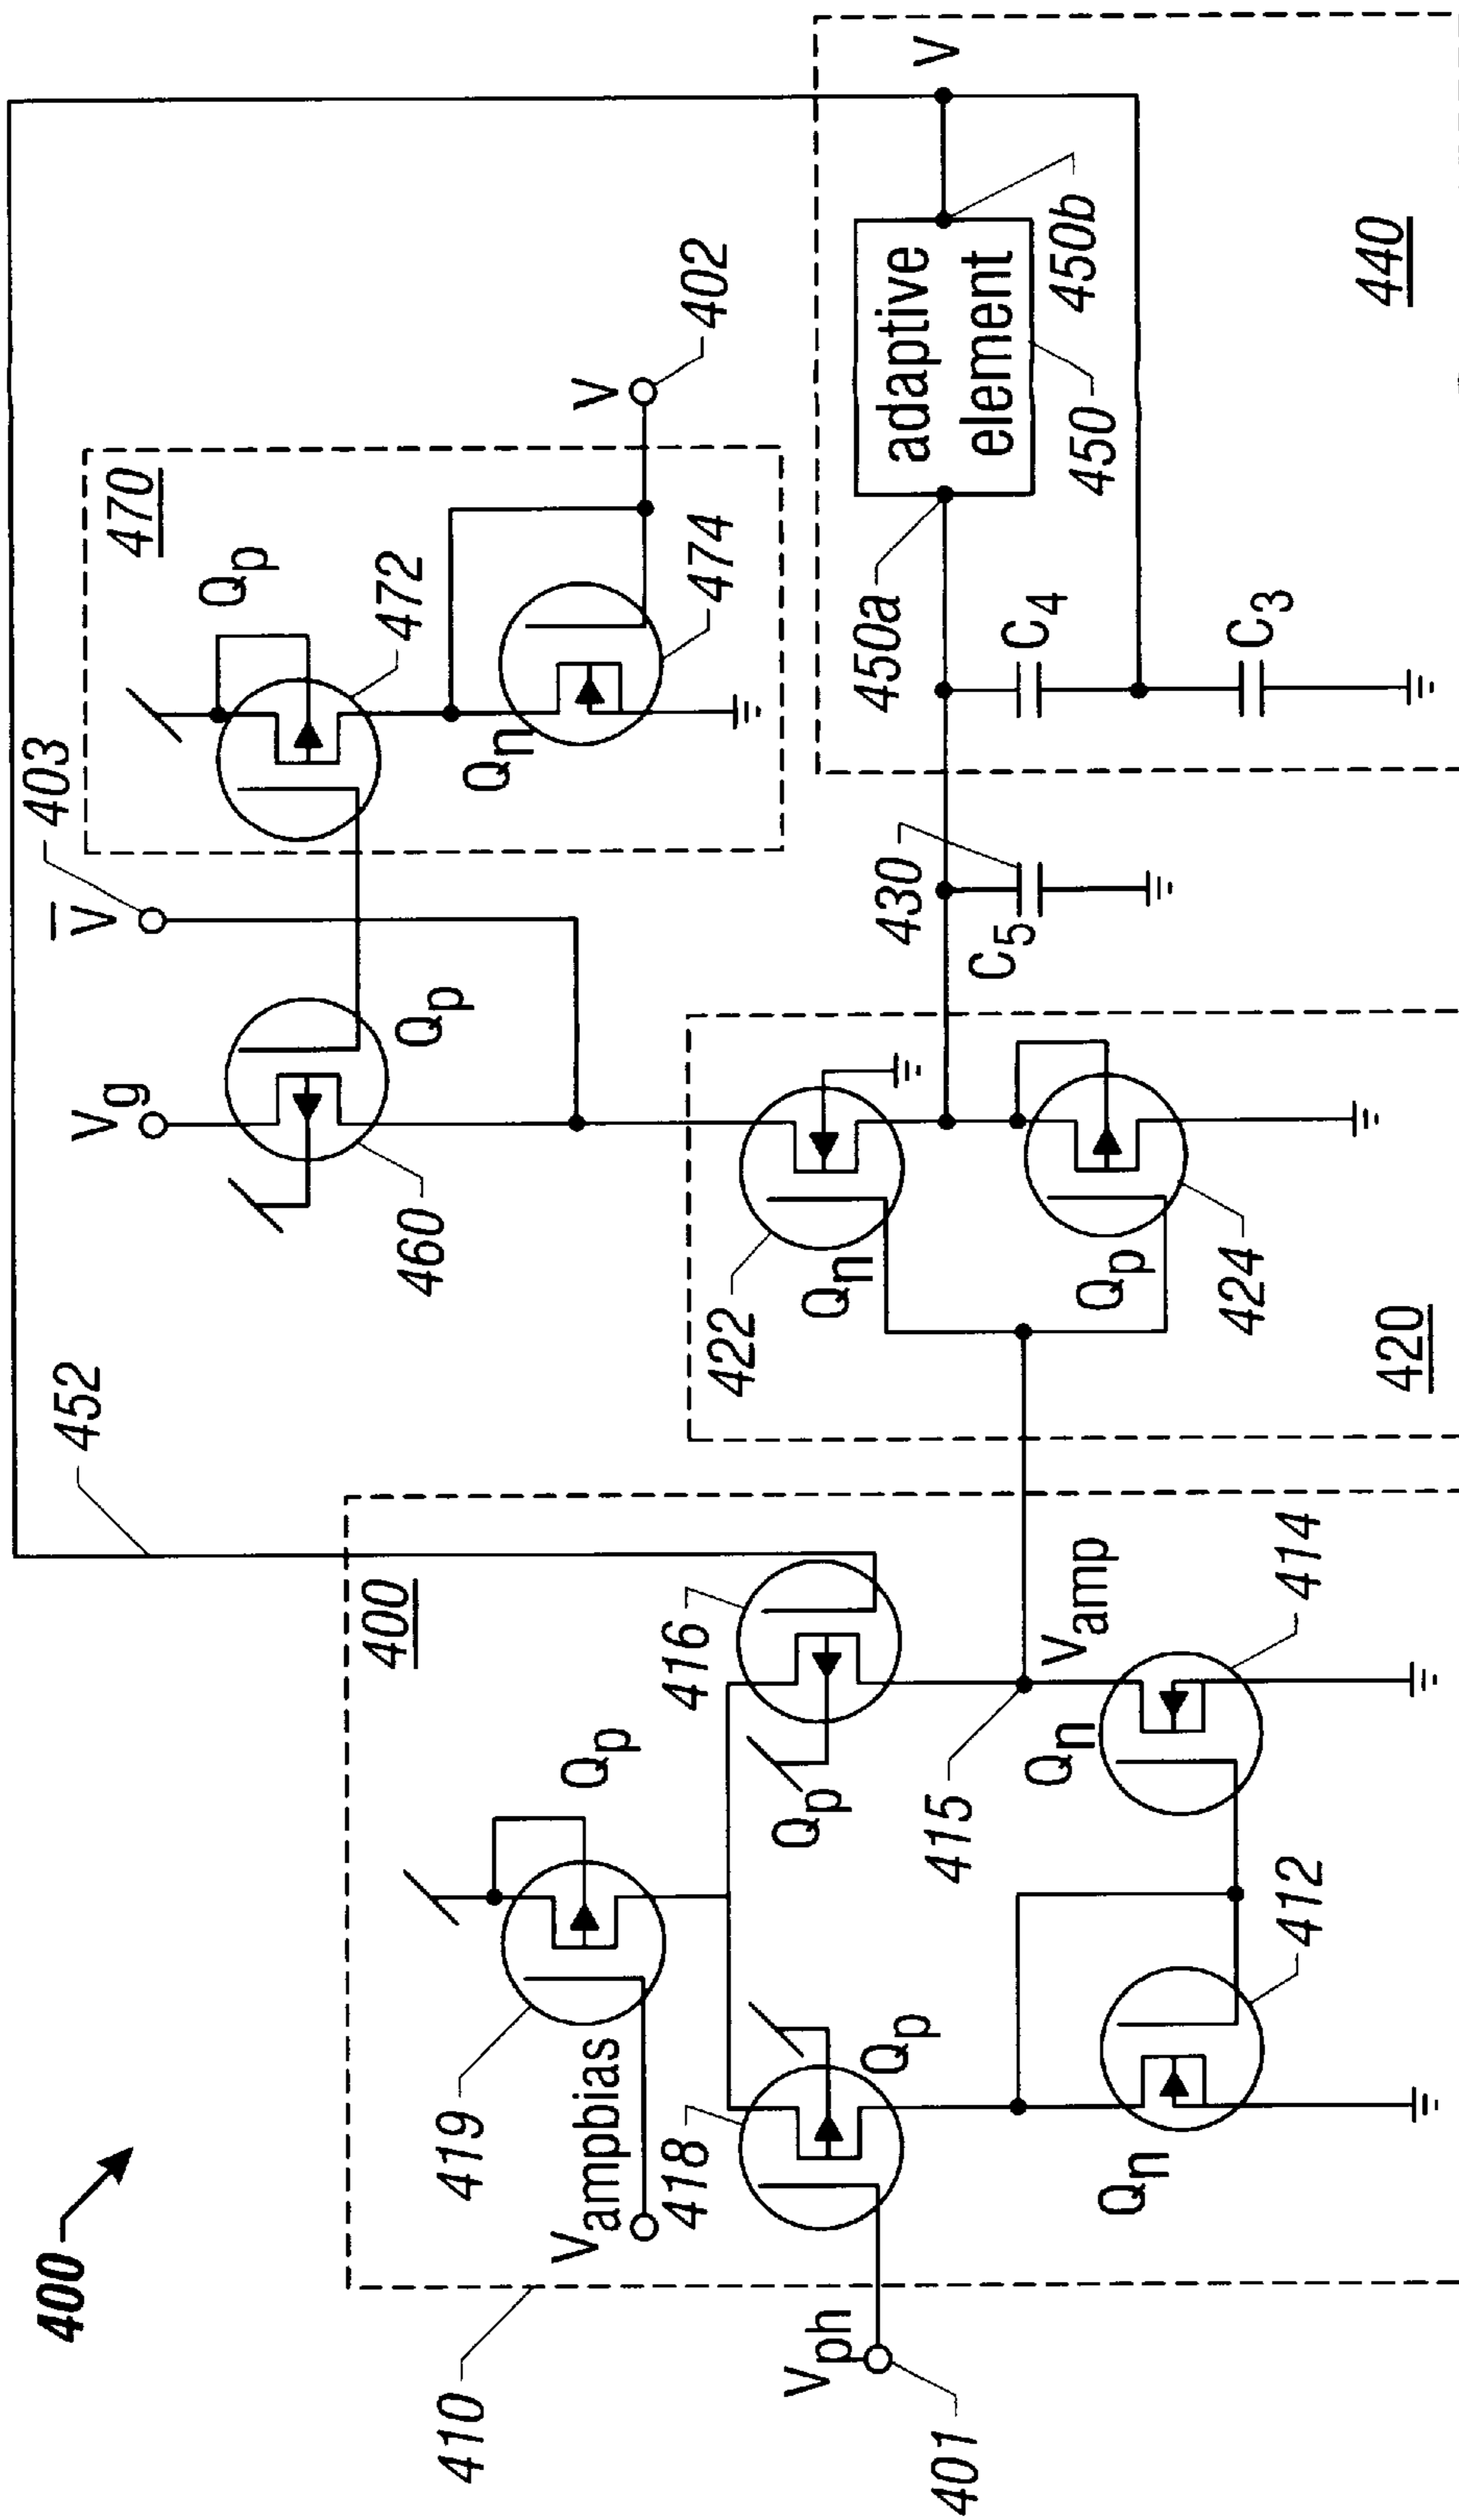 400
410
400
452
403
470
419
Vampbias
Qp
Vph
401
418
Qp
416
Qp
415
Vamp
Qn
412
Qn
414
Vg
460
Qp
V̅
Qp
472
Qn
474
V
402
422
Qn
Qp
424
420
430
C5
450a
C4
C3
adaptive
element
450
450b
V
440